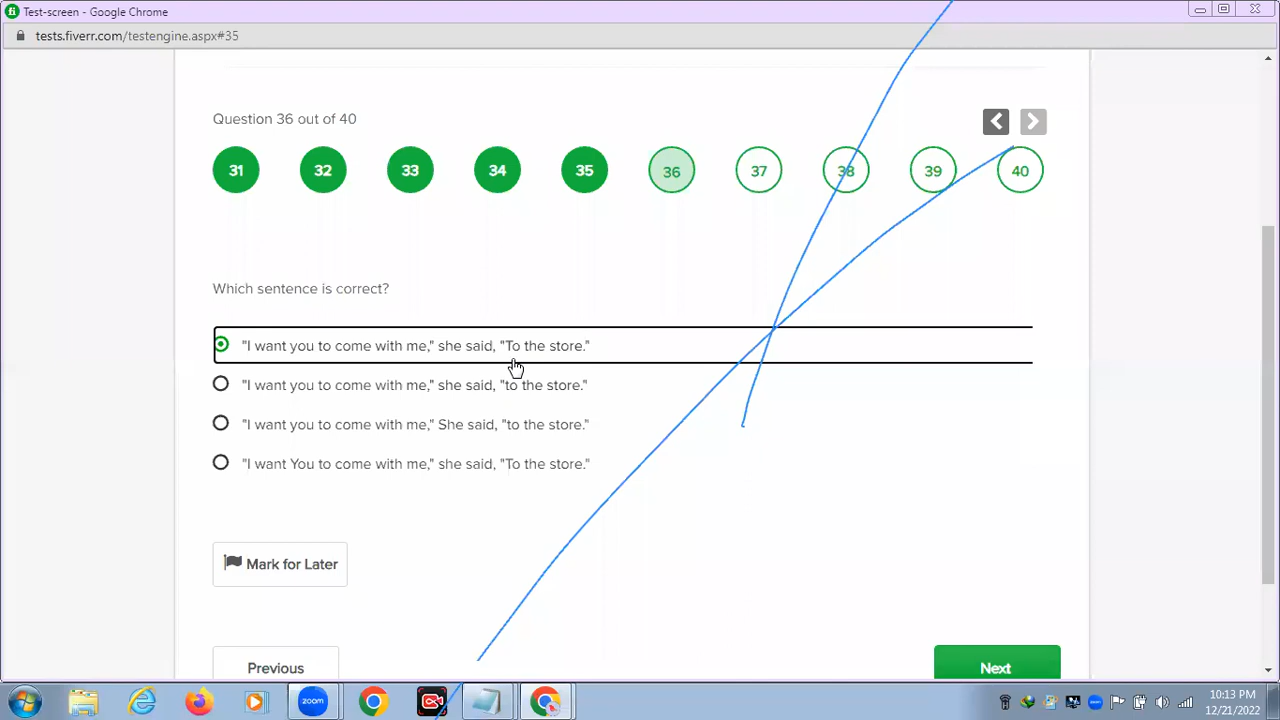 Test-screen - Google Chrome
tests.fiverr.com/testengine.aspx#35
Question 36 out of 40
31 32 33 34 35 36 37 38 39 40
Which sentence is correct?
"I want you to come with me," she said, "To the store."
"I want you to come with me," she said, "to the store."
"I want you to come with me," She said, "to the store."
"I want You to come with me," she said, "To the store."
Mark for Later
Previous
Next
zoom
10:13 PM
12/21/2022